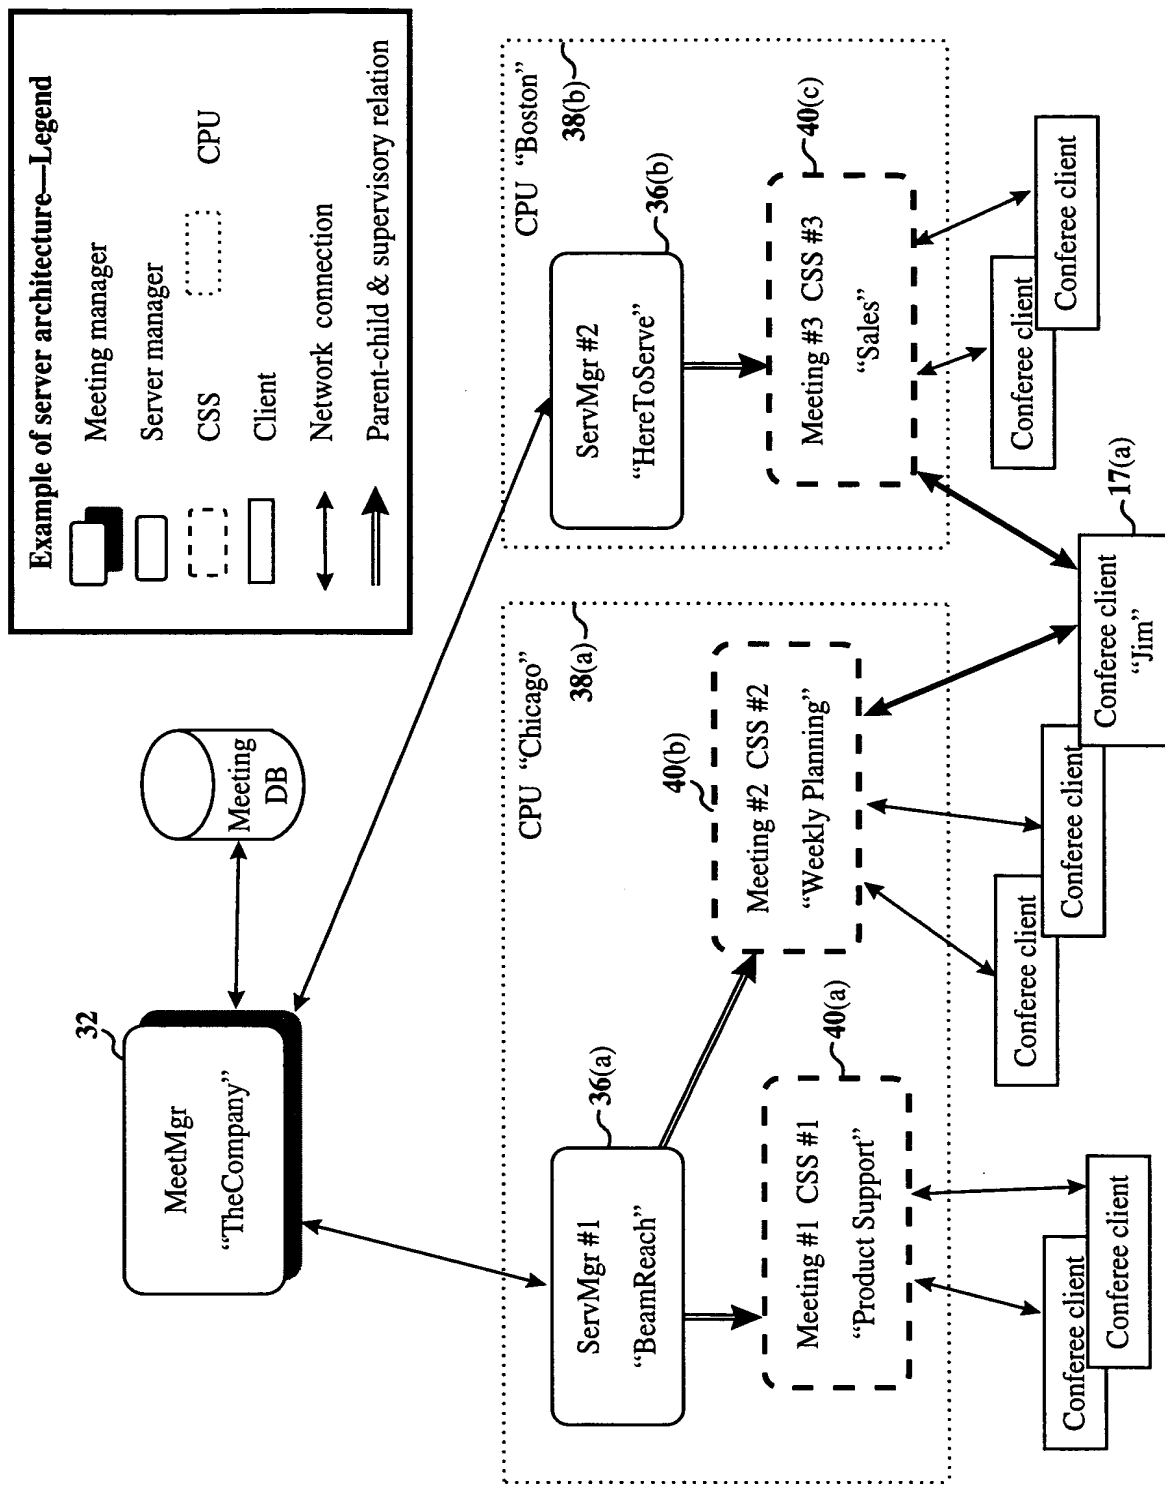 Example of server architecture—Legend
Meeting manager
Server manager
CSS
CPU
Client
Network connection
Parent-child & supervisory relation
32
MeetMgr
“TheCompany”
Meeting
DB
CPU “Chicago”
38(a)
36(a)
ServMgr #1
“BeamReach”
40(a)
Meeting #1 CSS #1
“Product Support”
40(b)
Meeting #2 CSS #2
“Weekly Planning”
CPU “Boston”
38(b)
36(b)
ServMgr #2
“HereToServe”
40(c)
Meeting #3 CSS #3
“Sales”
Conferee client
Conferee client
Conferee client
Conferee client
17(a)
Conferee client
“Jim”
Conferee client
Conferee client